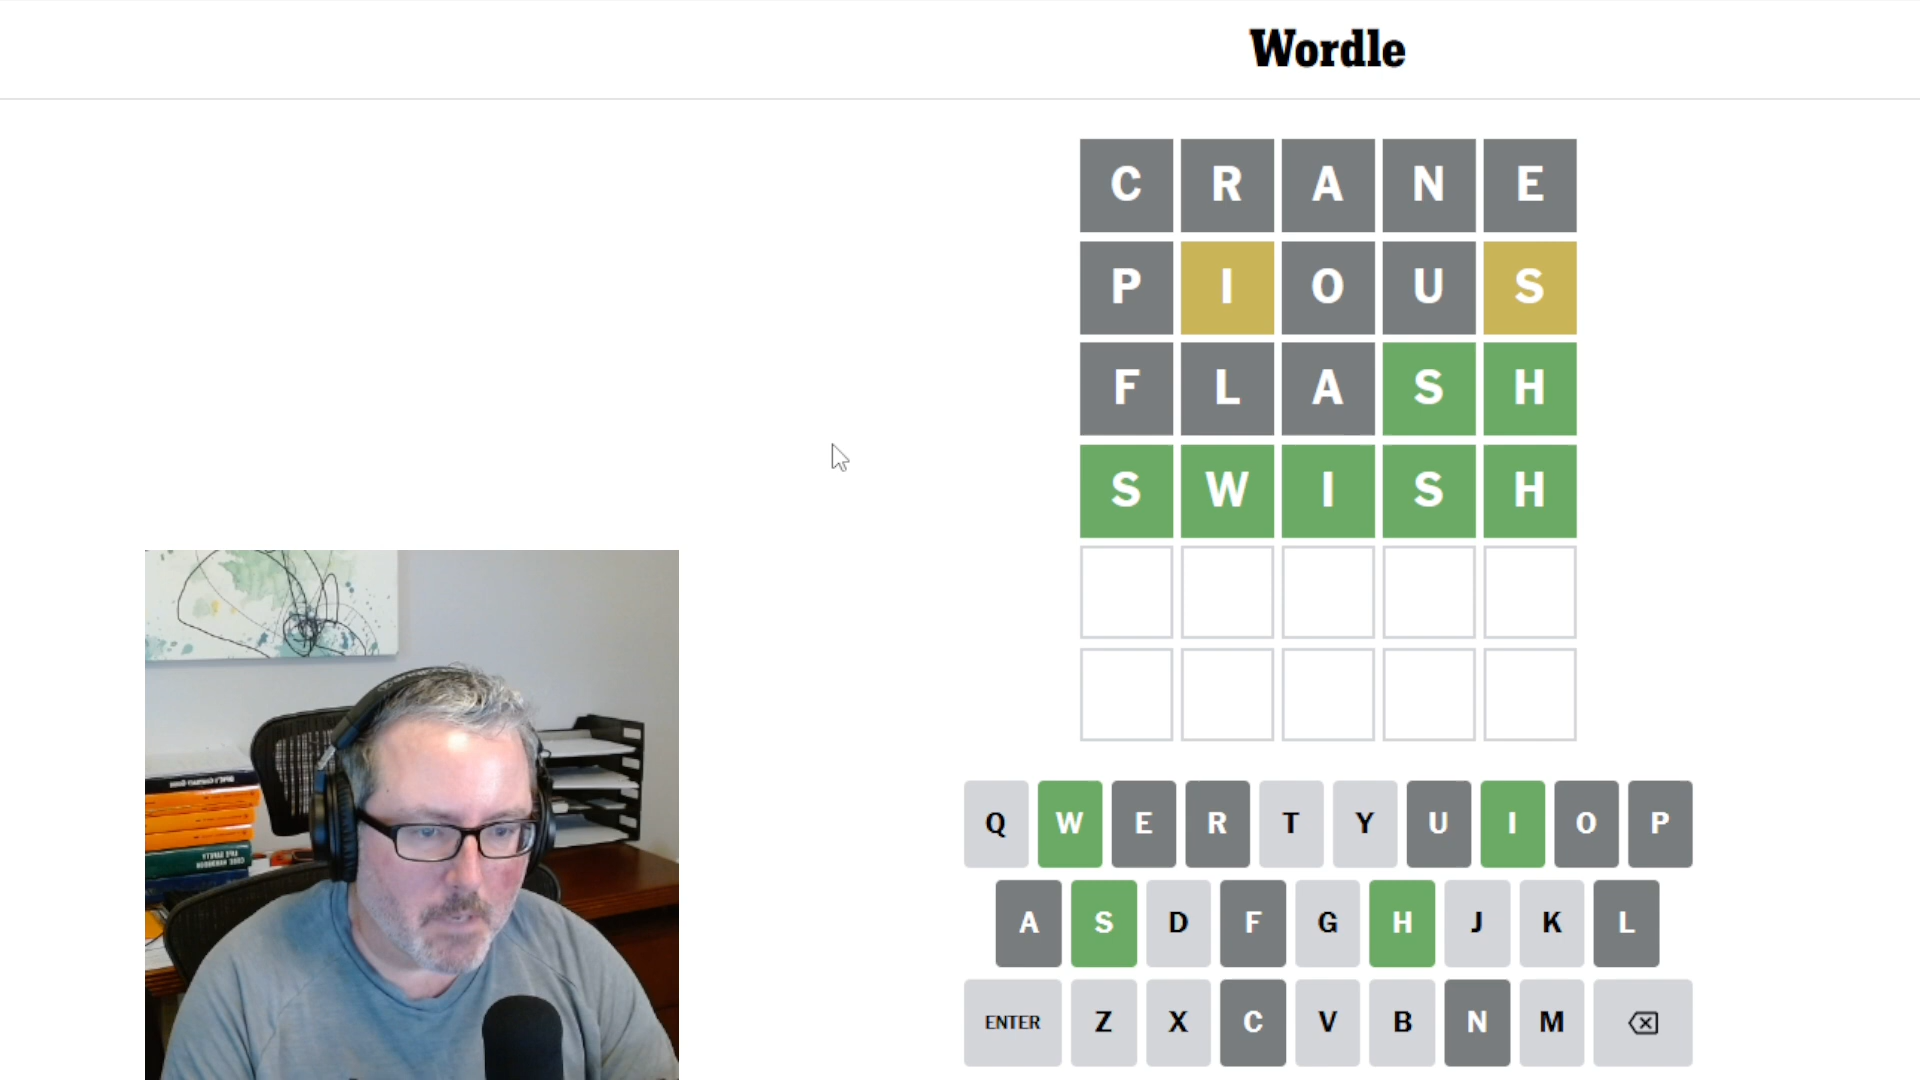 Wordle
C R A N E
P I O U S
F L A S H
S W I S H
Q W E R T Y U I O P
A S D F G H J K L
ENTER Z X C V B N M